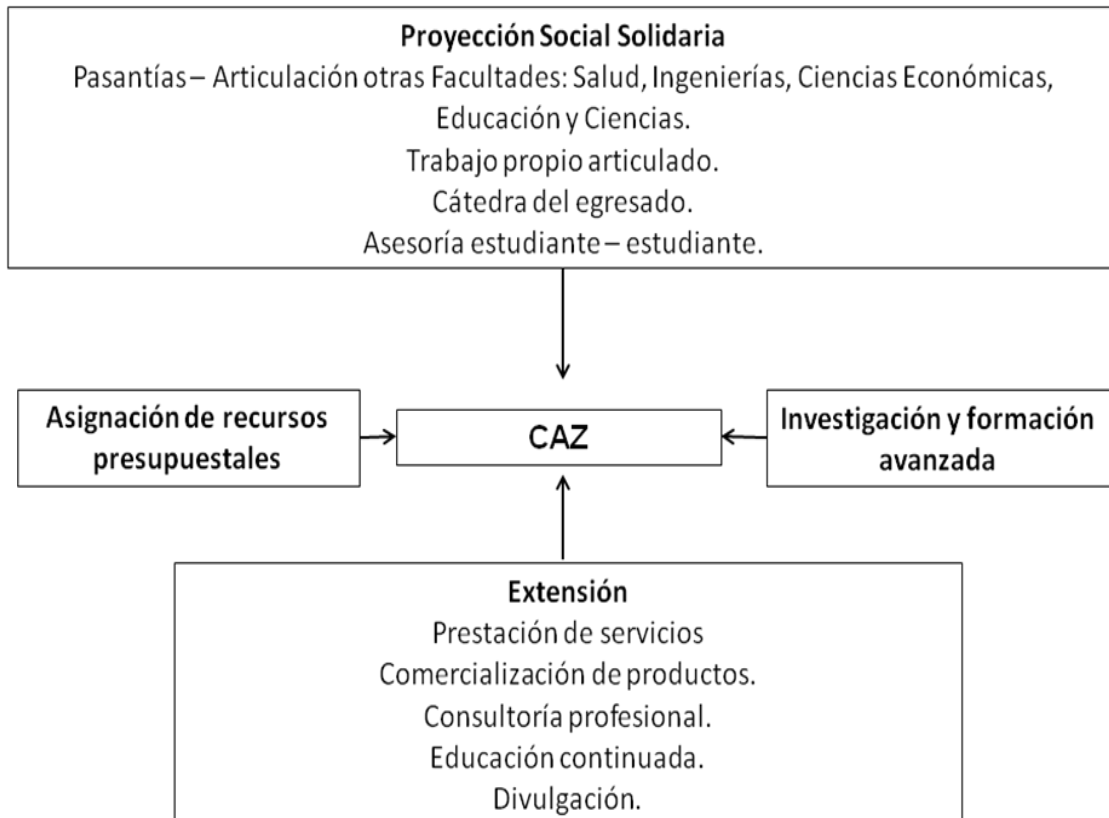 Proyección Social Solidaria
Pasantías – Articulación otras Facultades: Salud, Ingenierías, Ciencias Económicas,
Educación y Ciencias.
Trabajo propio articulado.
Cátedra del egresado.
Asesoría estudiante – estudiante.
Asignación de recursos
presupuestales
CAZ
Investigación y formación
avanzada
Extensión
Prestación de servicios
Comercialización de productos.
Consultoría profesional.
Educación continuada.
Divulgación.